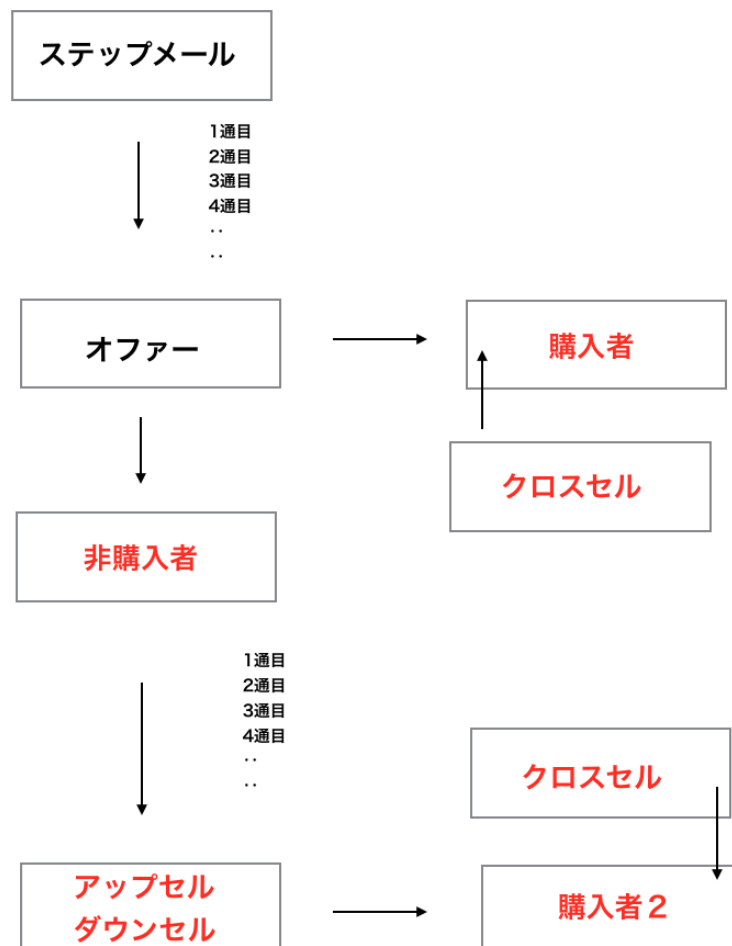 ステップメール
1通目
2通目
3通目
4通目
‥
‥
オファー
購入者
クロスセル
非購入者
1通目
2通目
3通目
4通目
‥
‥
クロスセル
アップセル
ダウンセル
購入者２